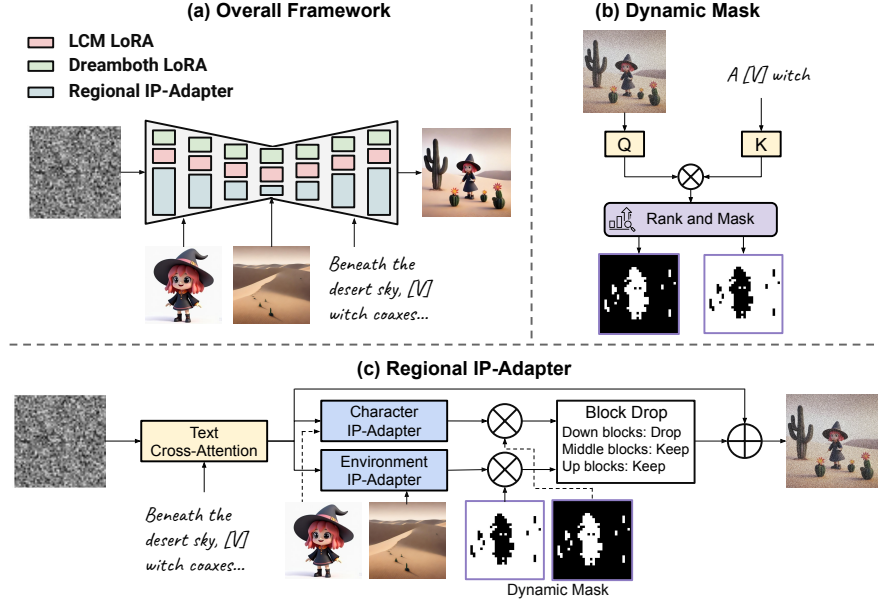 (a) Overall Framework
LCM LoRA
Dreamboth LoRA
Regional IP-Adapter
Beneath the
desert sky, [V]
witch coaxes...
(b) Dynamic Mask
A [V] witch
Q
K
Rank and Mask
(c) Regional IP-Adapter
Text
Cross-Attention
Beneath the
desert sky, [V]
witch coaxes...
Character
IP-Adapter
Environment
IP-Adapter
Block Drop
Down blocks: Drop
Middle blocks: Keep
Up blocks: Keep
Dynamic Mask